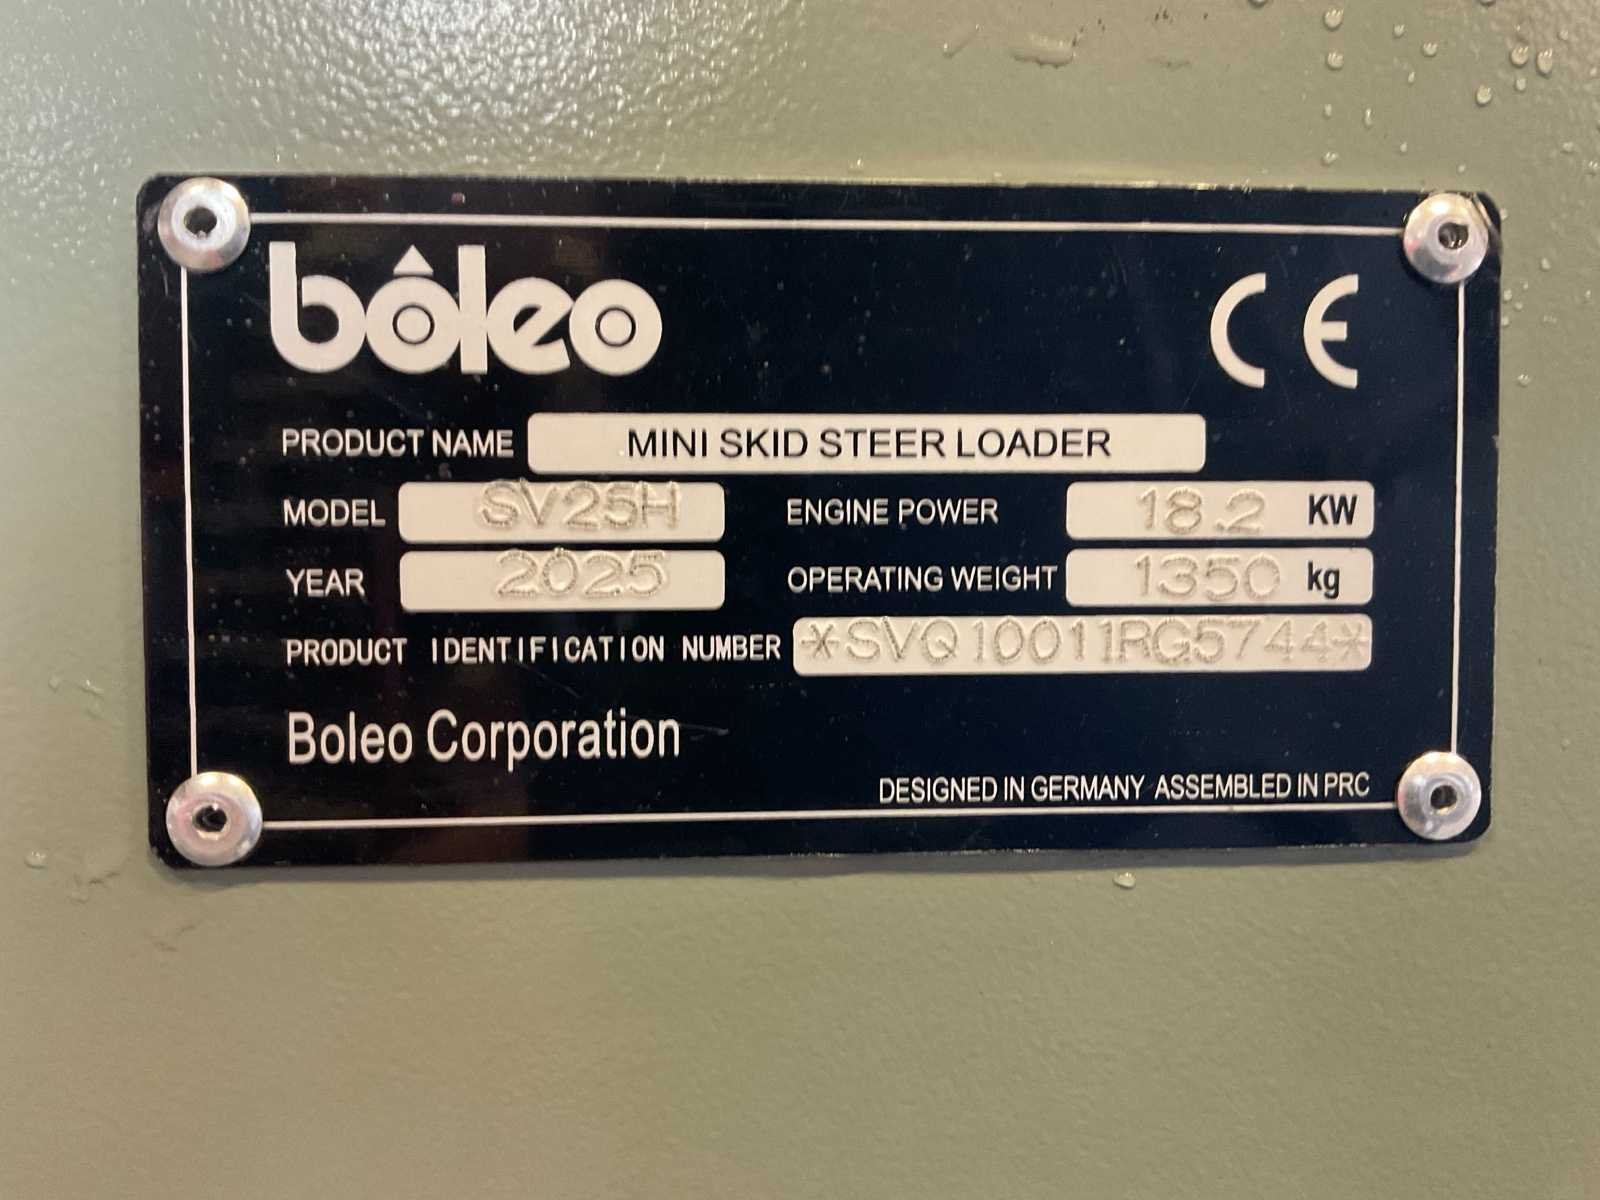 bôleo
CE
PRODUCT NAME MINI SKID STEER LOADER
MODEL SV25H ENGINE POWER 18.2 KW
YEAR 2025 OPERATING WEIGHT 1350 kg
PRODUCT IDENTIFICATION NUMBER *SVQ10011RG5744*
Boleo Corporation
DESIGNED IN GERMANY ASSEMBLED IN PRC